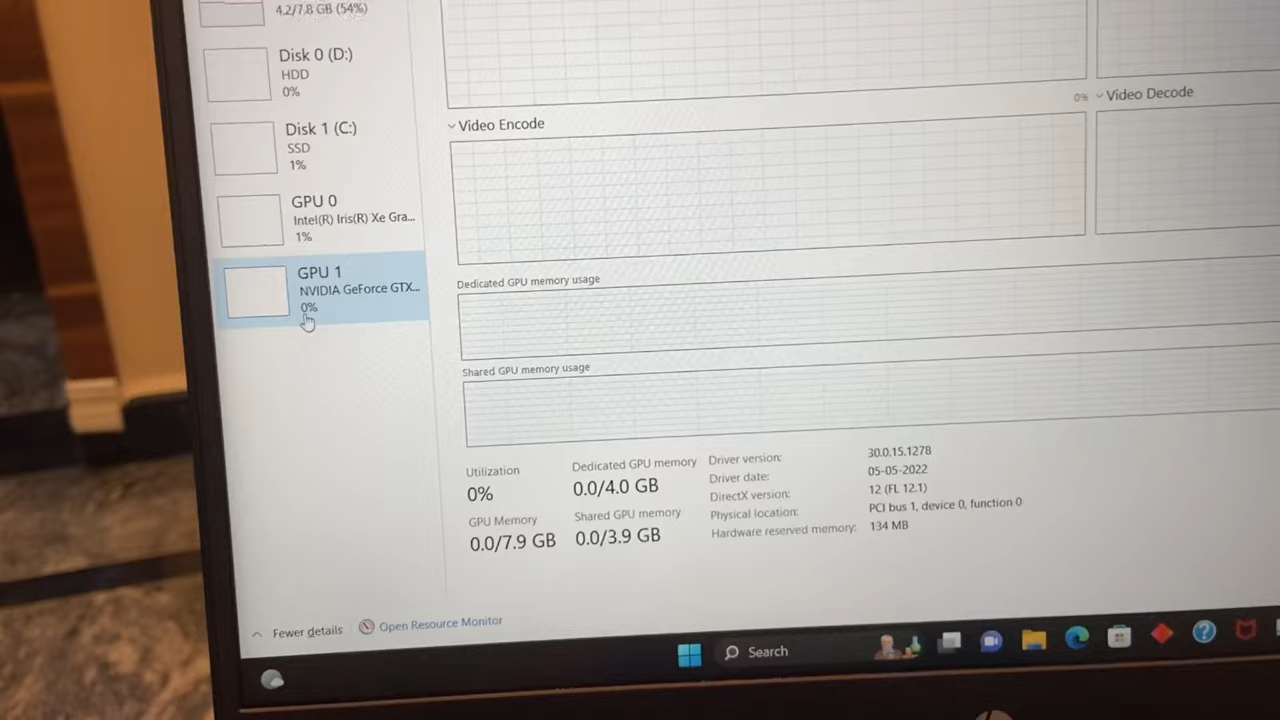 4.2/7.8 GB (54%)
Disk 0 (D:)
HDD
0%
Disk 1 (C:)
SSD
1%
GPU 0
Intel(R) Iris(R) Xe Gra...
1%
GPU 1
NVIDIA GeForce GTX...
0%
0%
Video Encode
Video Decode
Dedicated GPU memory usage
Shared GPU memory usage
Utilization
0%
Dedicated GPU memory
0.0/4.0 GB
GPU Memory
0.0/7.9 GB
Shared GPU memory
0.0/3.9 GB
Driver version: 30.0.15.1278
Driver date: 05-05-2022
DirectX version: 12 (FL 12.1)
Physical location: PCI bus 1, device 0, function 0
Hardware reserved memory: 134 MB
Fewer details
Open Resource Monitor
Search